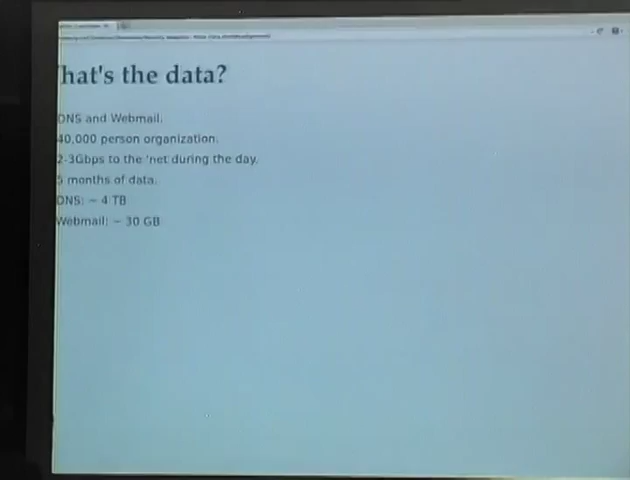 hat's the data?
DNS and Webmail.
40,000 person organization.
2-3Gbps to the 'net during the day.
5 months of data.
DNS: ~ 4 TB
Webmail: ~ 30 GB